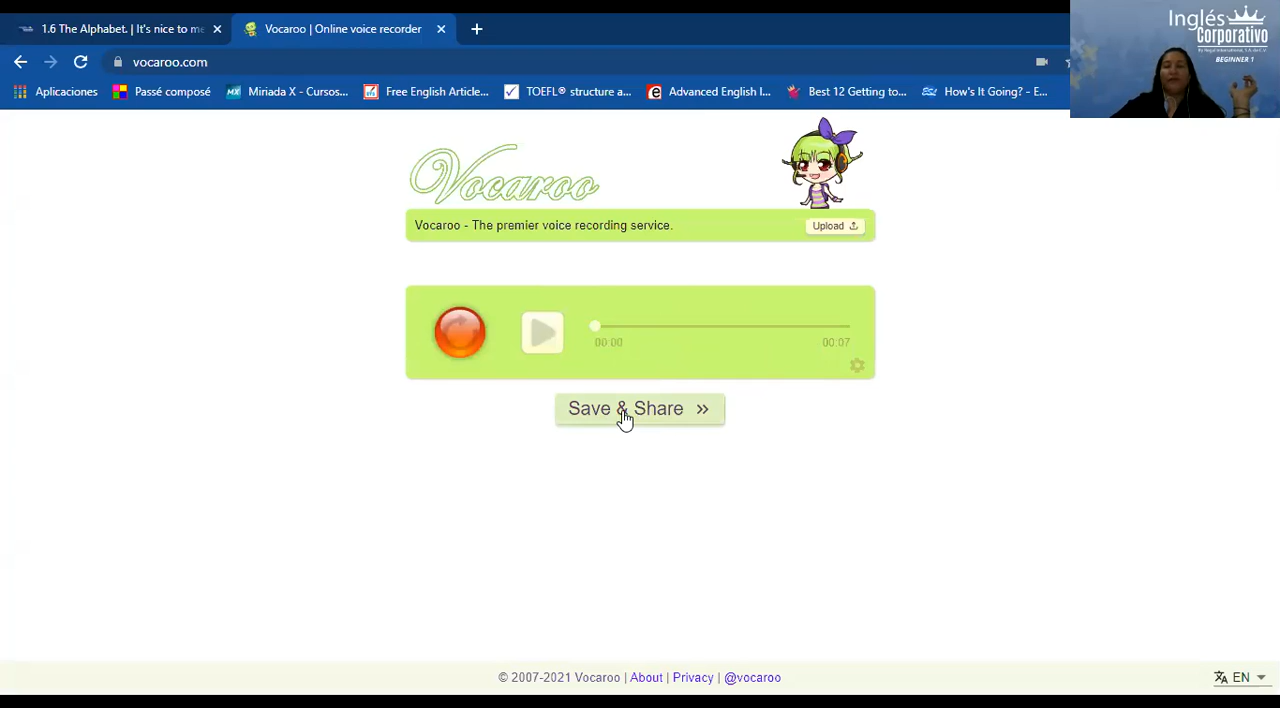 1.6 The Alphabet. | It's nice to me
Vocaroo | Online voice recorder
vocaroo.com
Aplicaciones
Passé composé
Miriada X - Cursos...
Free English Article...
TOEFL® structure a...
Advanced English I...
Best 12 Getting to...
How's It Going? - E...
Inglés
Corporativo
BEGINNER 1
Vocaroo
Vocaroo - The premier voice recording service.
Upload
00:00
00:07
Save & Share »
© 2007-2021 Vocaroo | About | Privacy | @vocaroo
EN